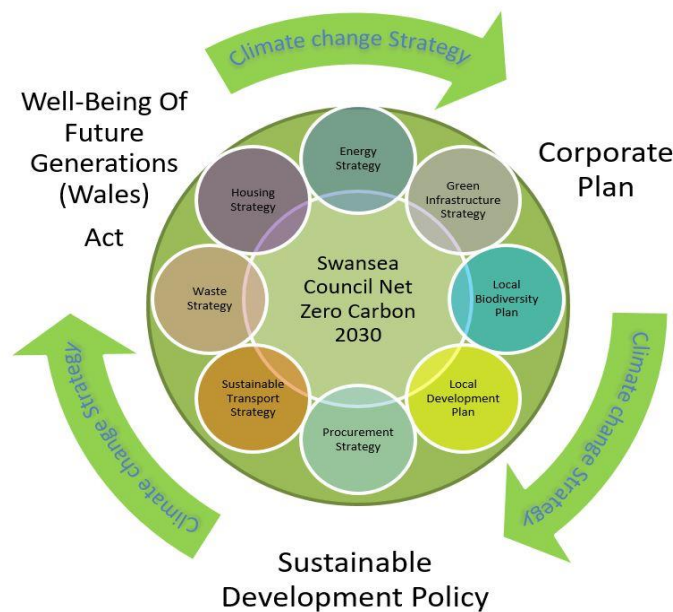 Climate change Strategy
Well-Being Of
Future
Generations
(Wales)
Act
Corporate
Plan
Energy
Strategy
Housing
Strategy
Green
Infrastructure
Strategy
Waste
Strategy
Swansea
Council Net
Zero Carbon
2030
Local
Biodiversity
Plan
Sustainable
Transport
Strategy
Local
Development
Plan
Procurement
Strategy
Climate change Strategy
Climate change Strategy
Sustainable
Development Policy